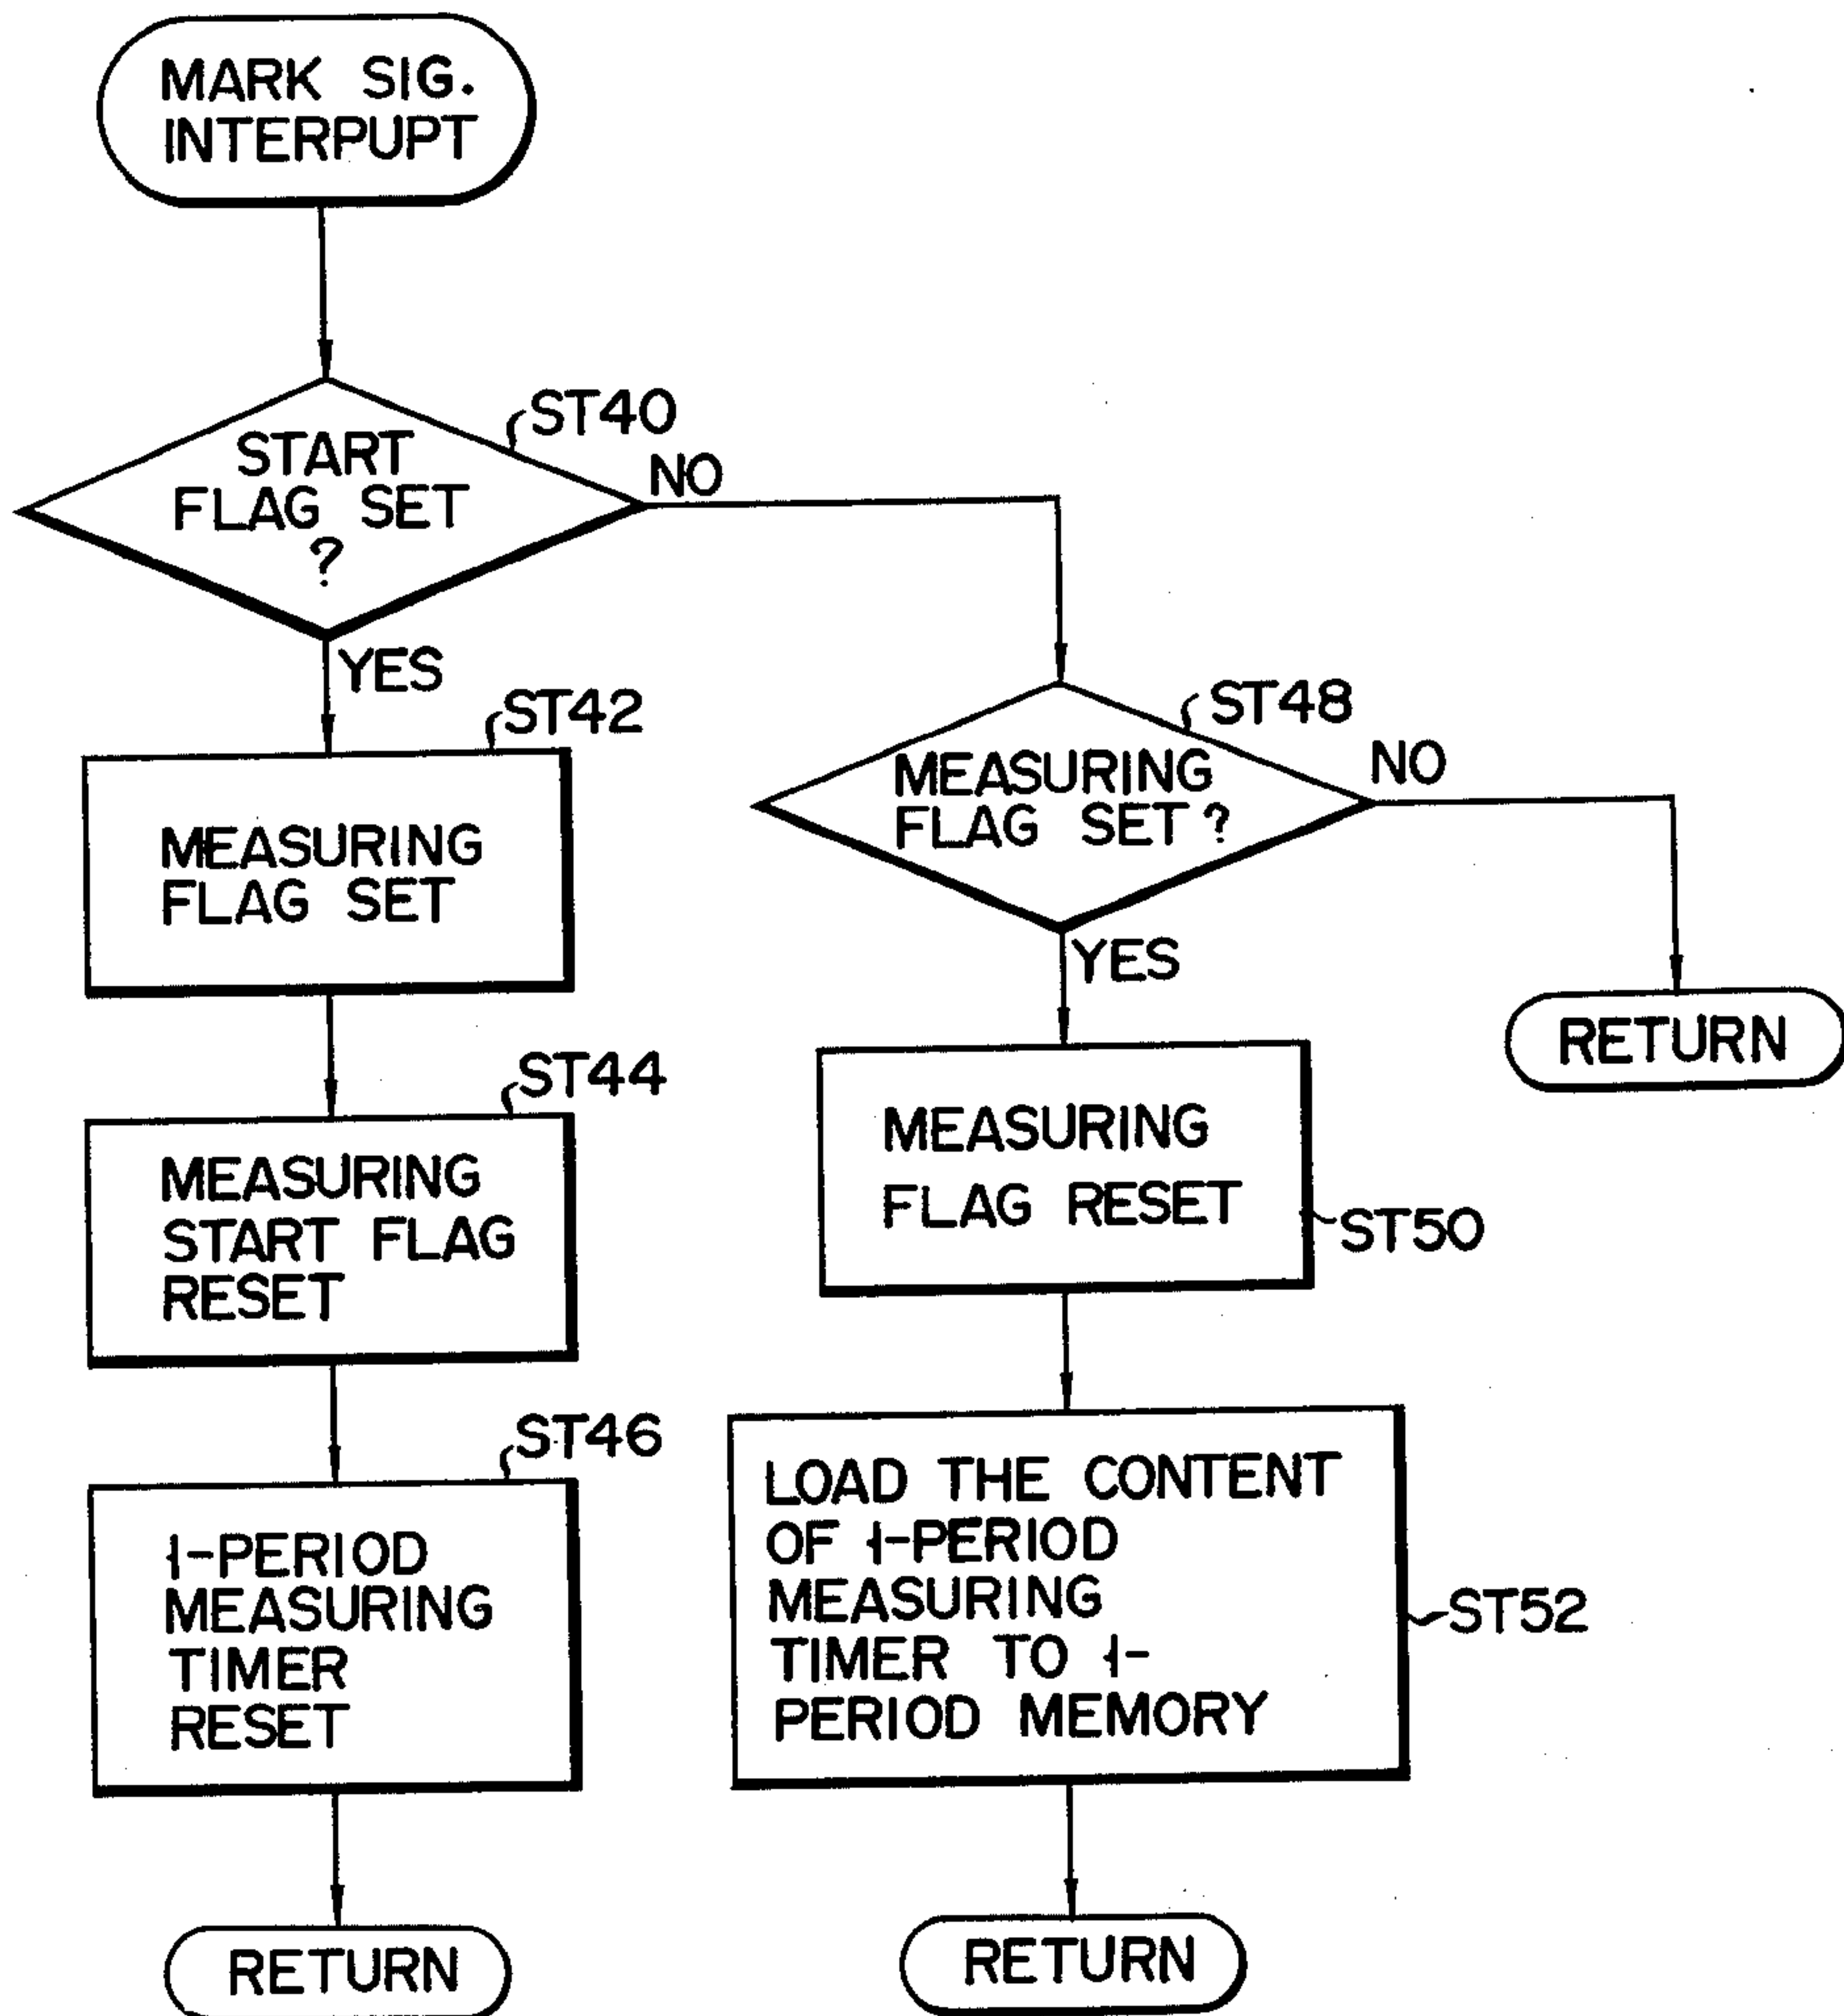 MARK SIG.
INTERPUPT
ST40
START
FLAG SET
?
NO
YES
ST42
MEASURING
FLAG SET
ST44
MEASURING
START FLAG
RESET
ST46
1-PERIOD
MEASURING
TIMER
RESET
RETURN
ST48
MEASURING
FLAG SET?
NO
RETURN
YES
MEASURING
FLAG RESET
ST50
LOAD THE CONTENT
OF 1-PERIOD
MEASURING
TIMER TO 1-
PERIOD MEMORY
ST52
RETURN